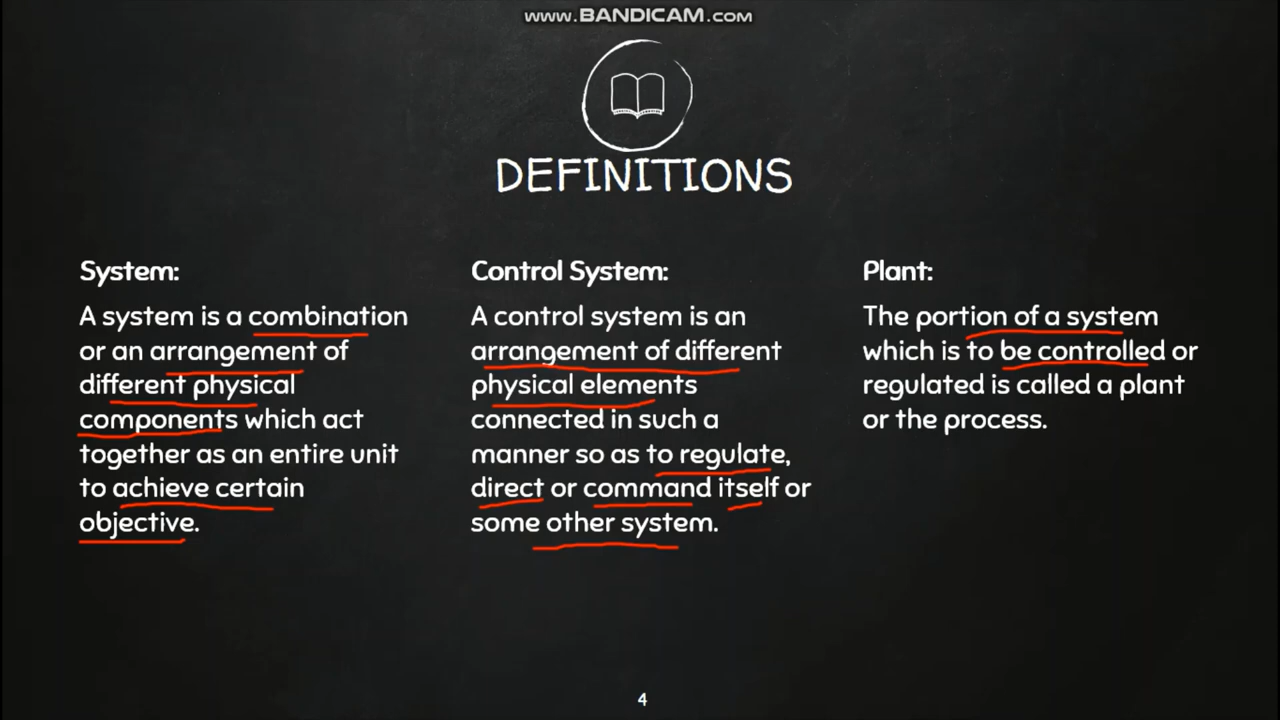 www.BANDICAM.com
DEFINITIONS
System:
A system is a combination
or an arrangement of
different physical
components which act
together as an entire unit
to achieve certain
objective.
Control System:
A control system is an
arrangement of different
physical elements
connected in such a
manner so as to regulate,
direct or command itself or
some other system.
Plant:
The portion of a system
which is to be controlled or
regulated is called a plant
or the process.
4